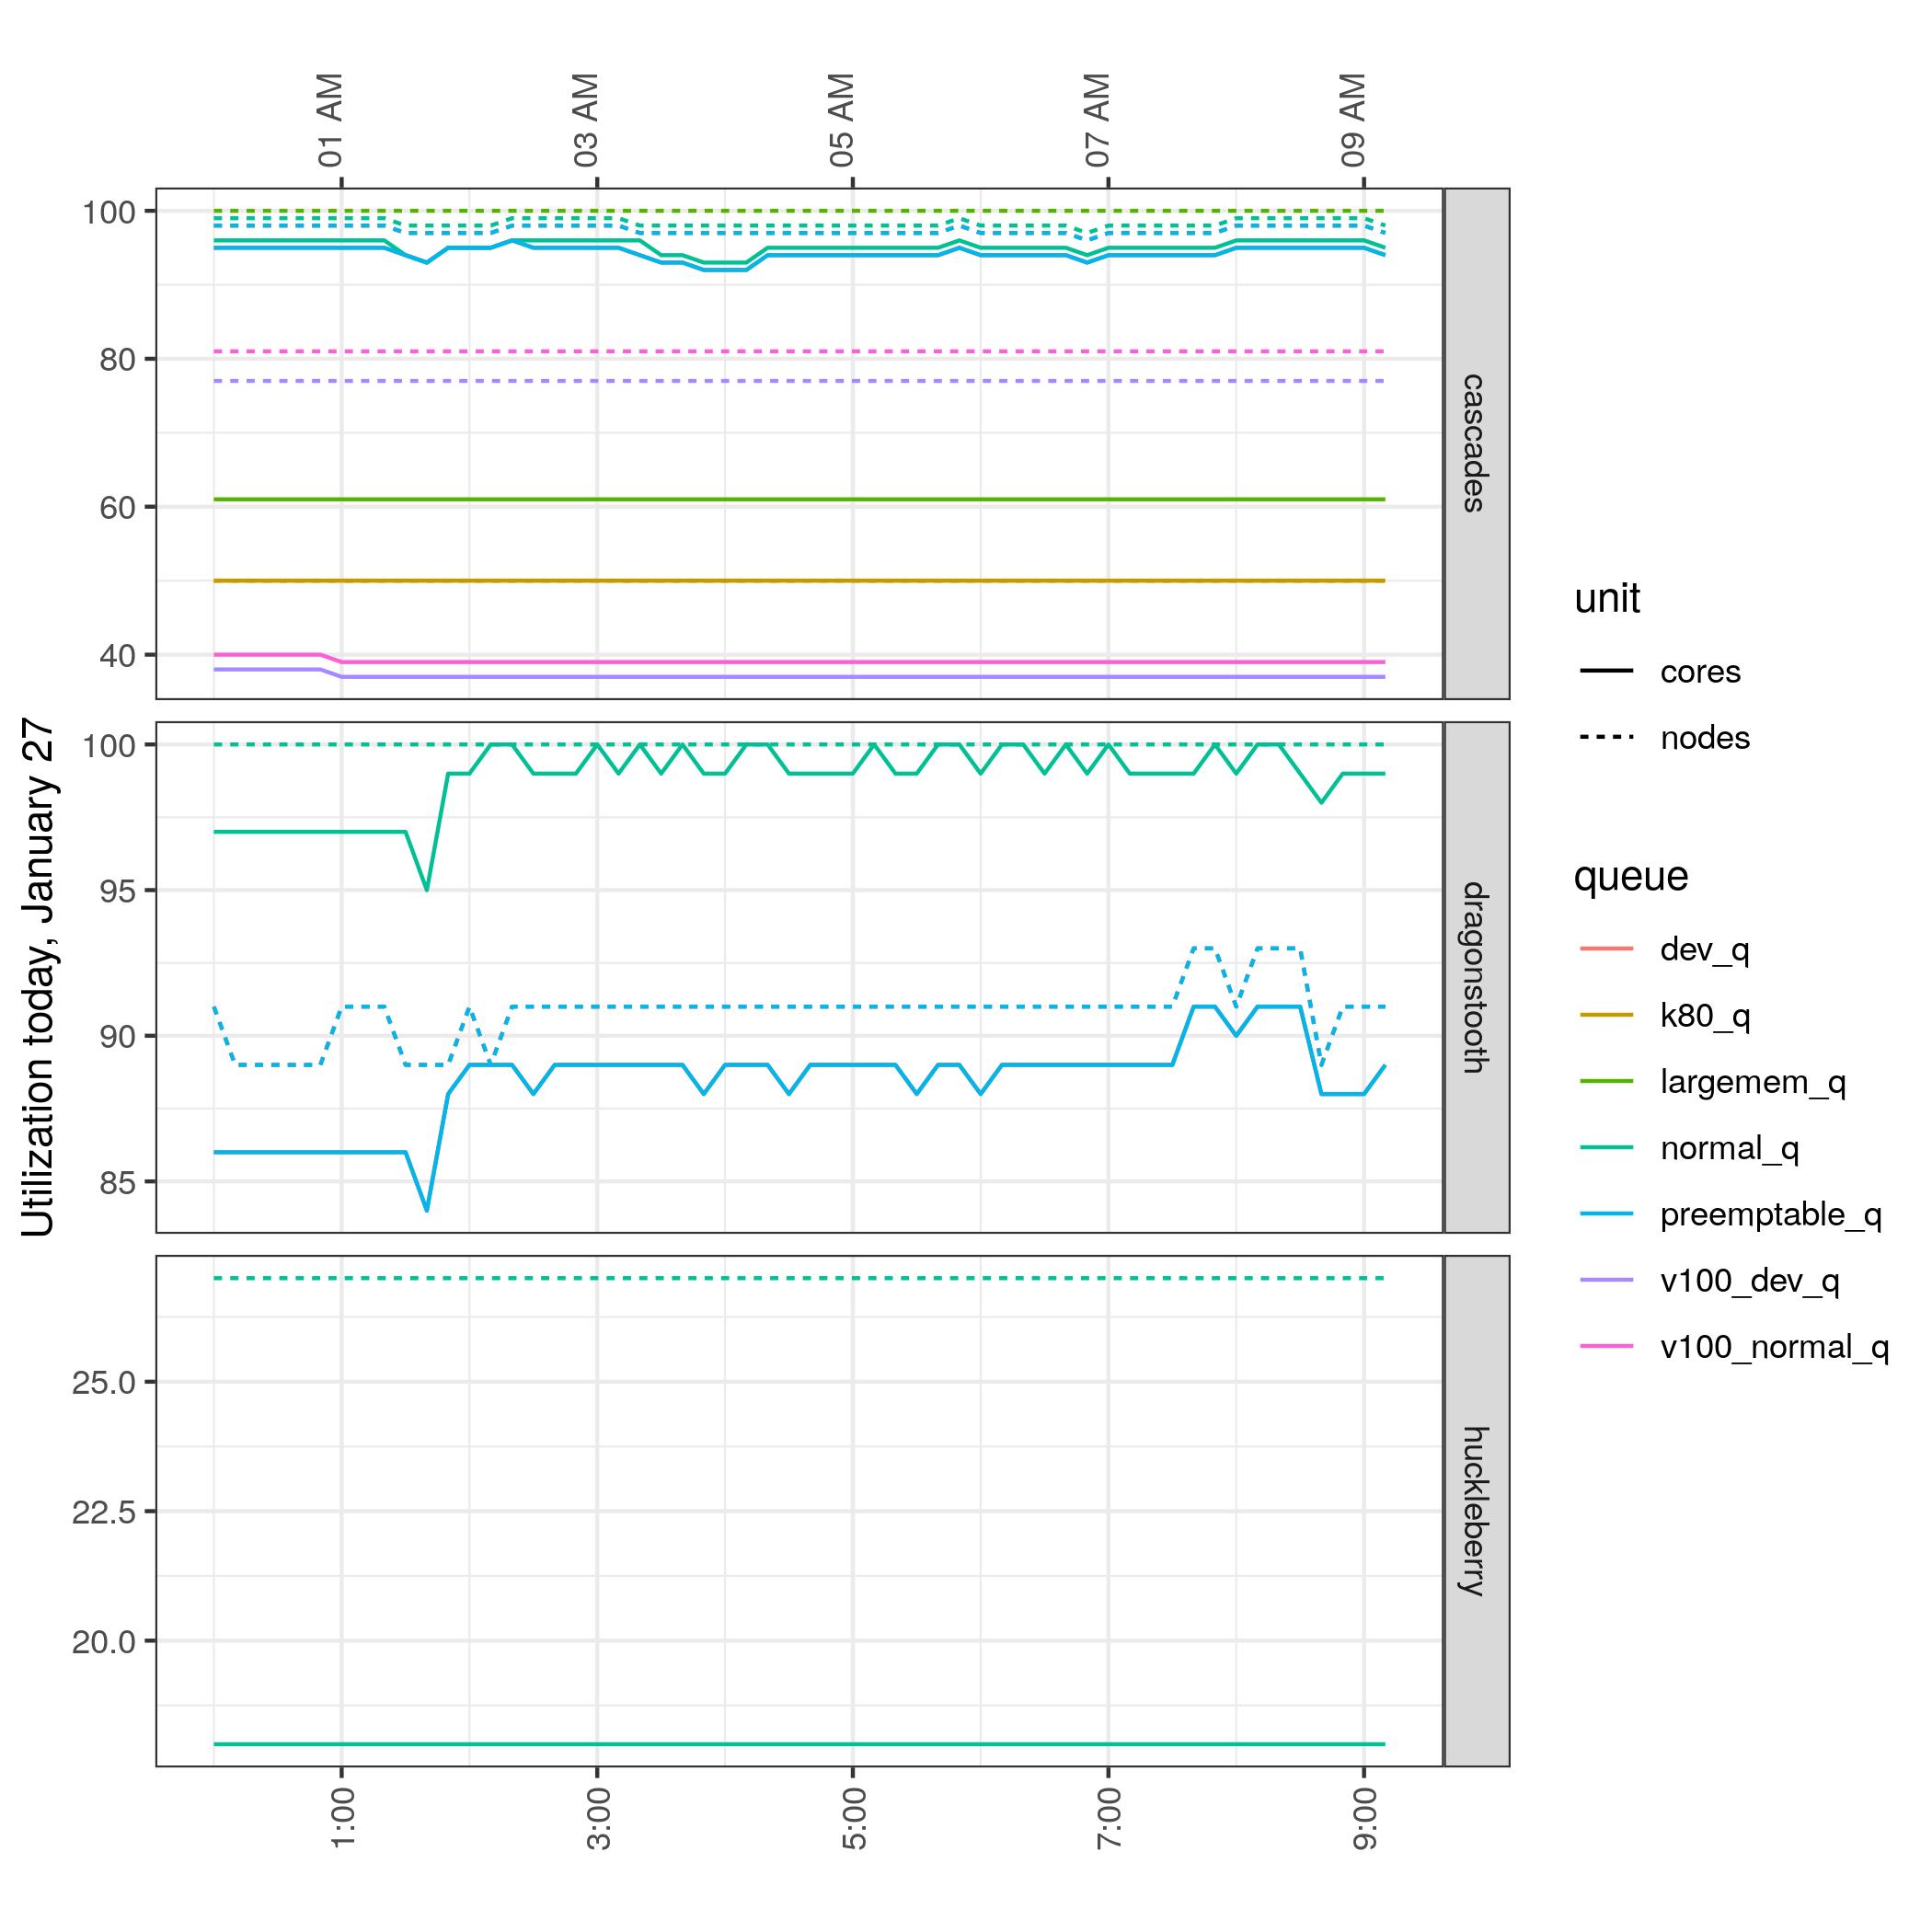 01 AM
03 AM
05 AM
07 AM
09 AM
Utilization today, January 27
100
80
60
40
cascades
100
95
90
85
dragonstooth
25.0
22.5
20.0
huckleberry
1:00
3:00
5:00
7:00
9:00
unit
cores
nodes
queue
dev_q
k80_q
largemem_q
normal_q
preemptable_q
v100_dev_q
v100_normal_q